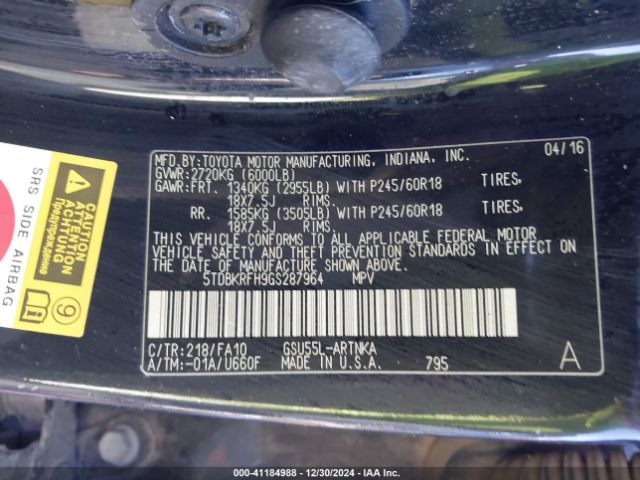 MFD. BY: TOYOTA MOTOR MANUFACTURING, INDIANA, INC. 04/16
GVWR: 2720KG (6000LB)
GAWR: FRT. 1340KG (2955LB) WITH P245/60R18 TIRES,
18X7.5J RIMS,
RR. 1585KG (3505LB) WITH P245/60R18 TIRES,
18X7.5J RIMS,
THIS VEHICLE CONFORMS TO ALL APPLICABLE FEDERAL MOTOR
VEHICLE SAFETY AND THEFT PREVENTION STANDARDS IN EFFECT ON
THE DATE OF MANUFACTURE SHOWN ABOVE.
5TDBKRFH9GS287964 MPV
C/TR: 218/FA10 GSU55L-ARTNKA
A/TM: -01A/U660F MADE IN U.S.A. 795 A
SRS SIDE AIRBAG
CAUTION
ATTENTION
ACHTUNG
Предупреждение
9
000-41184988 - 12/30/2024 - IAA Inc.